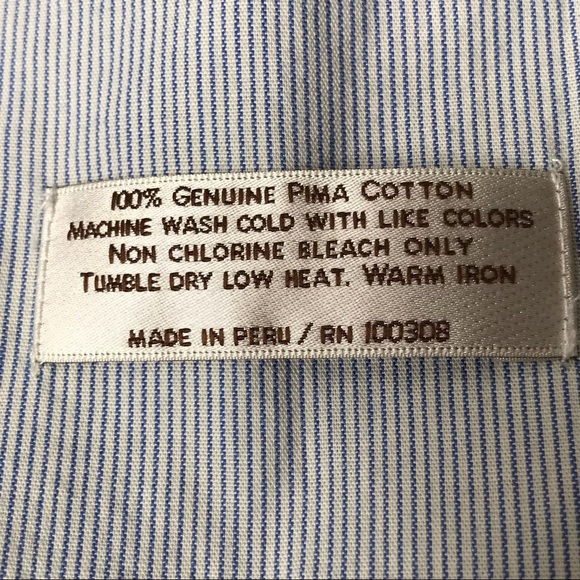 100% GENUINE PIMA COTTON
MACHINE WASH COLD WITH LIKE COLORS
NON CHLORINE BLEACH ONLY
TUMBLE DRY LOW HEAT. WARM IRON
MADE IN PERU / RN 100308